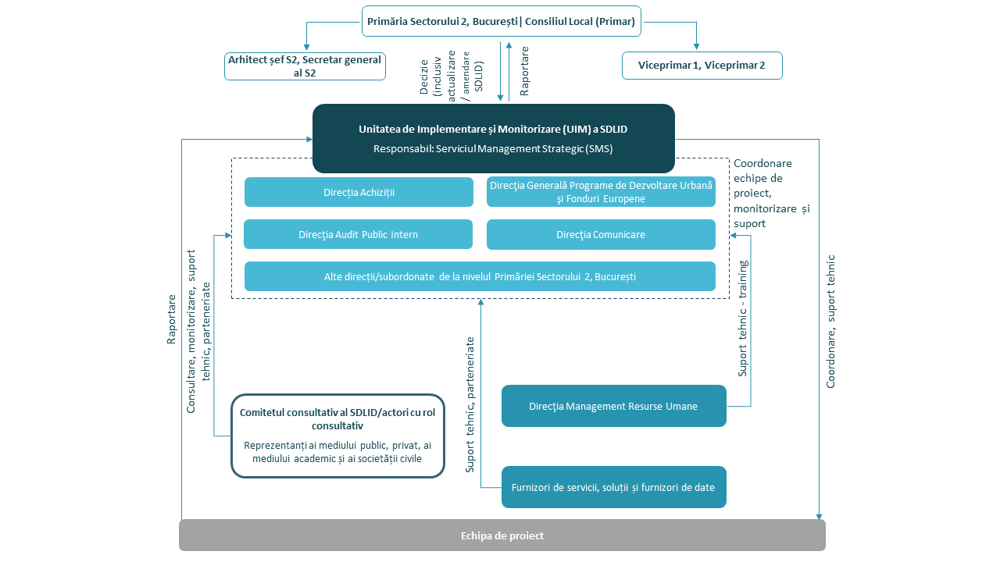 Primăria Sectorului 2, București| Consiliul Local (Primar)
Arhitect șef S2, Secretar general
al S2
Viceprimar 1, Viceprimar 2
Decizie
(inclusiv
actualizare
/ amendare
SDLID)
Raportare
Unitatea de Implementare și Monitorizare (UIM) a SDLID
Responsabil: Serviciul Management Strategic (SMS)
Coordonare
echipe de
proiect,
monitorizare și
suport
Direcția Achiziții
Direcţia Generală Programe de Dezvoltare Urbană
şi Fonduri Europene
Direcţia Audit Public Intern
Direcţia Comunicare
Alte direcții/subordonate de la nivelul Primăriei Sectorului 2, București
Raportare
Consultare, monitorizare, suport
tehnic, parteneriate
Suport tehnic, parteneriate
Suport tehnic - training
Coordonare, suport tehnic
Comitetul consultativ al SDLID/actori cu rol
consultativ
Reprezentanți ai mediului public, privat, ai
mediului academic și ai societății civile
Direcţia Management Resurse Umane
Furnizori de servicii, soluții și furnizori de date
Echipa de proiect